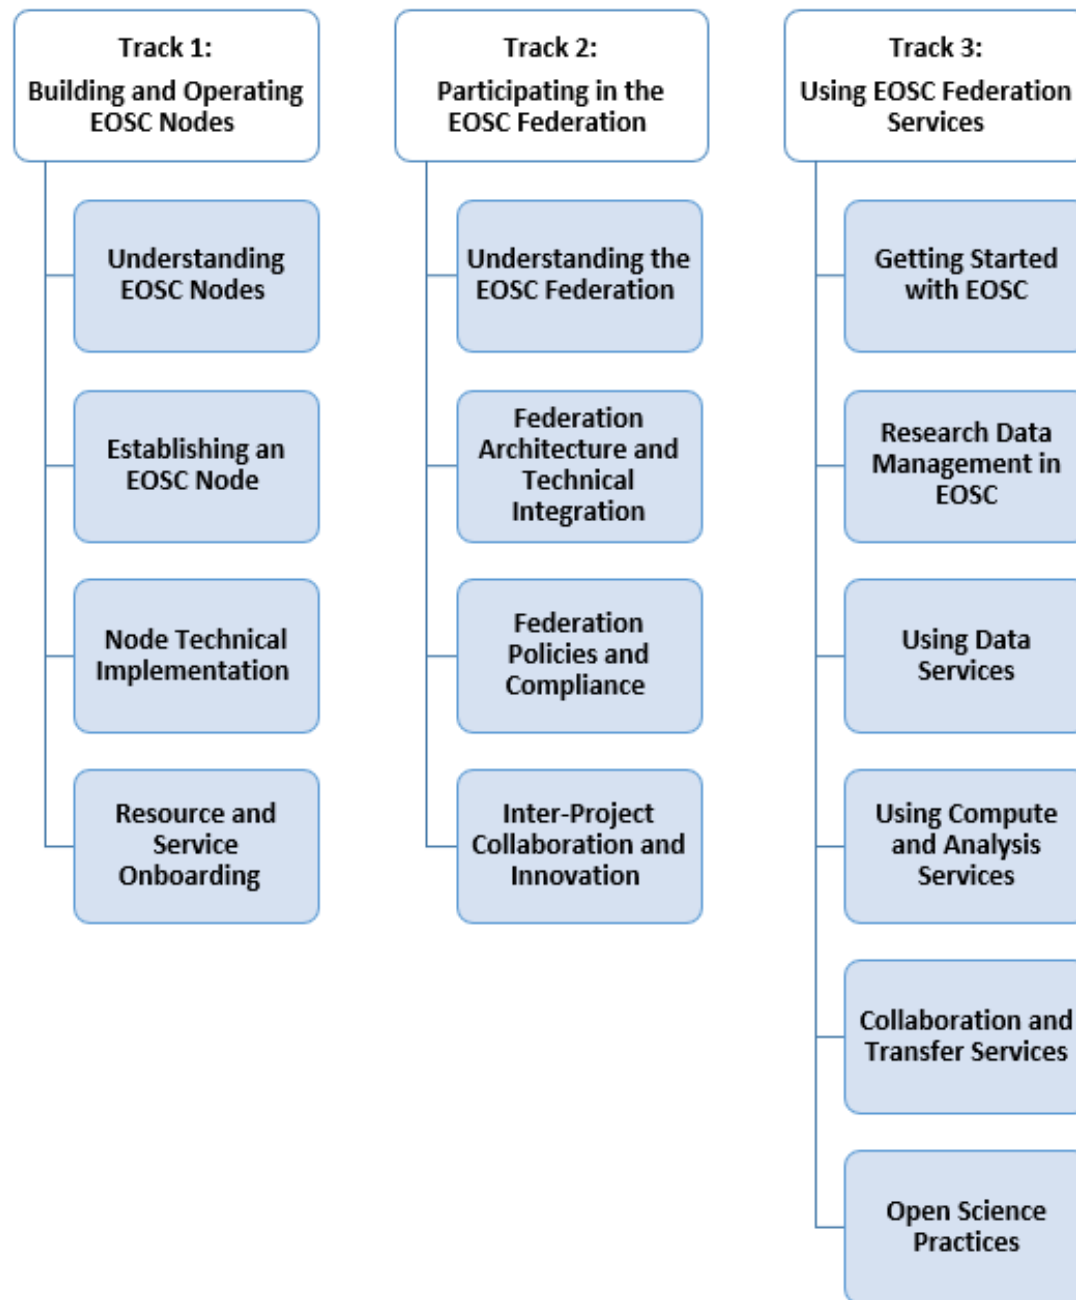 Track 1:
Building and Operating
EOSC Nodes
Understanding
EOSC Nodes
Establishing an
EOSC Node
Node Technical
Implementation
Resource and
Service
Onboarding
Track 2:
Participating in the
EOSC Federation
Understanding the
EOSC Federation
Federation
Architecture and
Technical
Integration
Federation
Policies and
Compliance
Inter-Project
Collaboration and
Innovation
Track 3:
Using EOSC Federation
Services
Getting Started
with EOSC
Research Data
Management in
EOSC
Using Data
Services
Using Compute
and Analysis
Services
Collaboration and
Transfer Services
Open Science
Practices